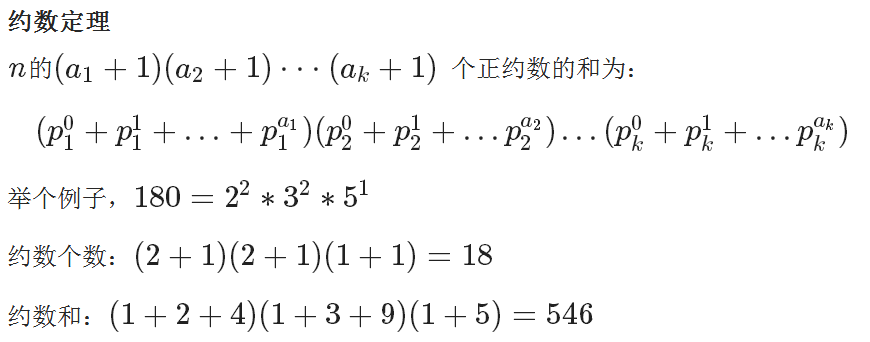 约数定理
n的(a₁ + 1)(a₂ + 1) ⋯ (aₖ + 1) 个正约数的和为：
(p₁⁰ + p₁¹ + … + p₁^{a₁})(p₂⁰ + p₂¹ + … p₂^{a₂}) … (pₖ⁰ + pₖ¹ + … pₖ^{aₖ})
举个例子，180 = 2² * 3² * 5¹
约数个数：(2 + 1)(2 + 1)(1 + 1) = 18
约数和：(1 + 2 + 4)(1 + 3 + 9)(1 + 5) = 546